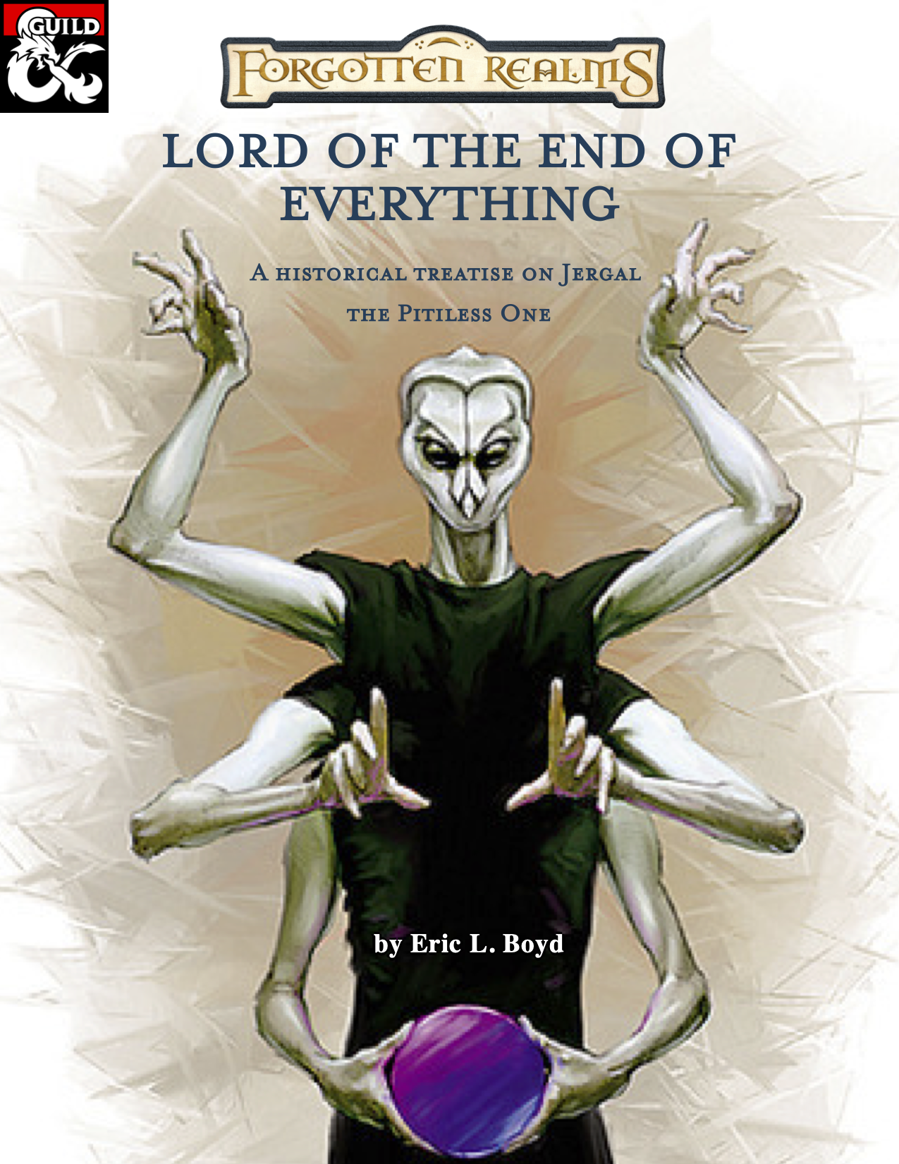 GUILD
FORGOTTEN REALMS
LORD OF THE END OF
EVERYTHING
A HISTORICAL TREATISE ON JERGAL
THE PITILESS ONE
by Eric L. Boyd